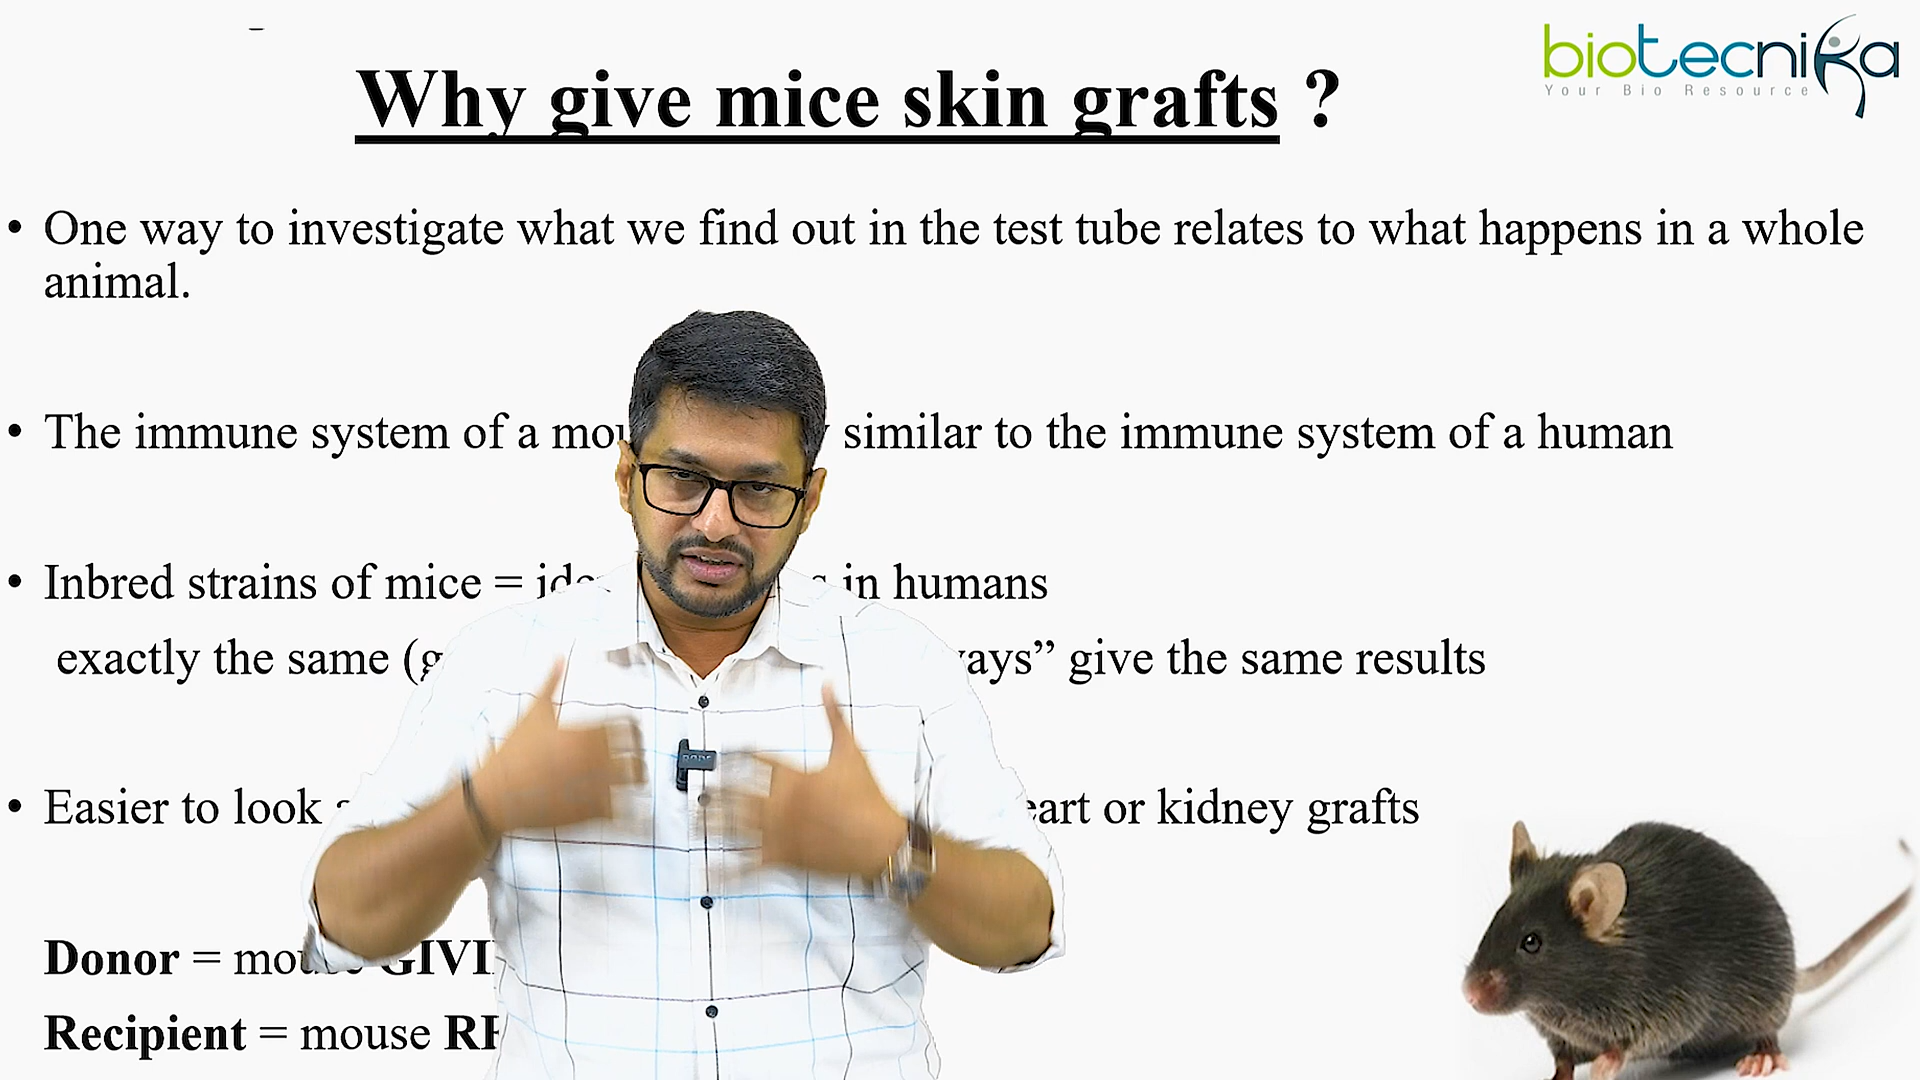 biotecnika
Your Bio Resource
Why give mice skin grafts ?
• One way to investigate what we find out in the test tube relates to what happens in a whole
animal.
• The immune system of a similar to the immune system of a human
• Inbred strains of mice = in humans
exactly the same give the same results
• Easier to look or kidney grafts
Donor =
Recipient = mouse